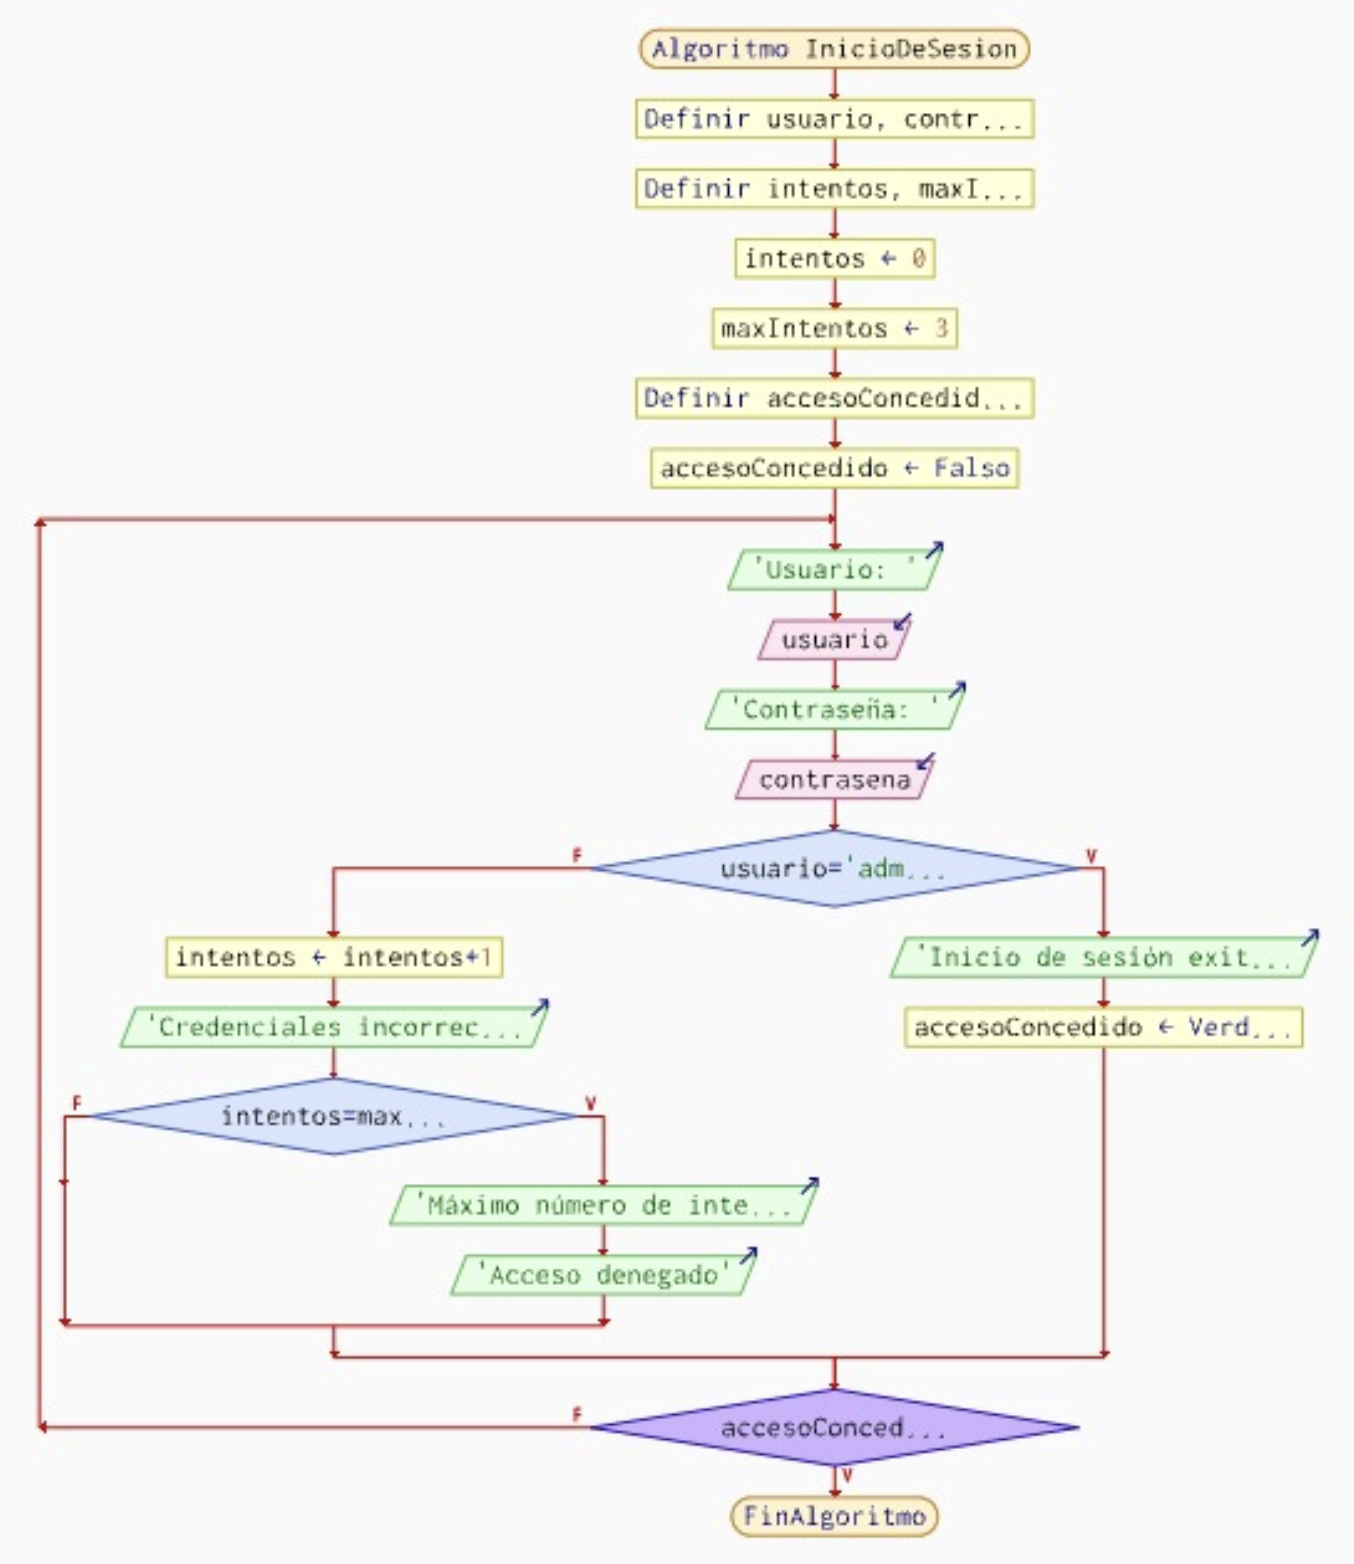 Algoritmo InicioDeSesion
Definir usuario, contr...
Definir intentos, maxI...
intentos ← 0
maxIntentos ← 3
Definir accesoConcedid...
accesoConcedido ← Falso
'Usuario: '
usuario
'Contraseña: '
contrasena
F
usuario='adm...
V
intentos ← intentos+1
'Inicio de sesión exit...
'Credenciales incorrec...
accesoConcedido ← Verd...
F
intentos=max...
V
'Máximo número de inte...
'Acceso denegado'
F
accesoConced...
V
FinAlgoritmo